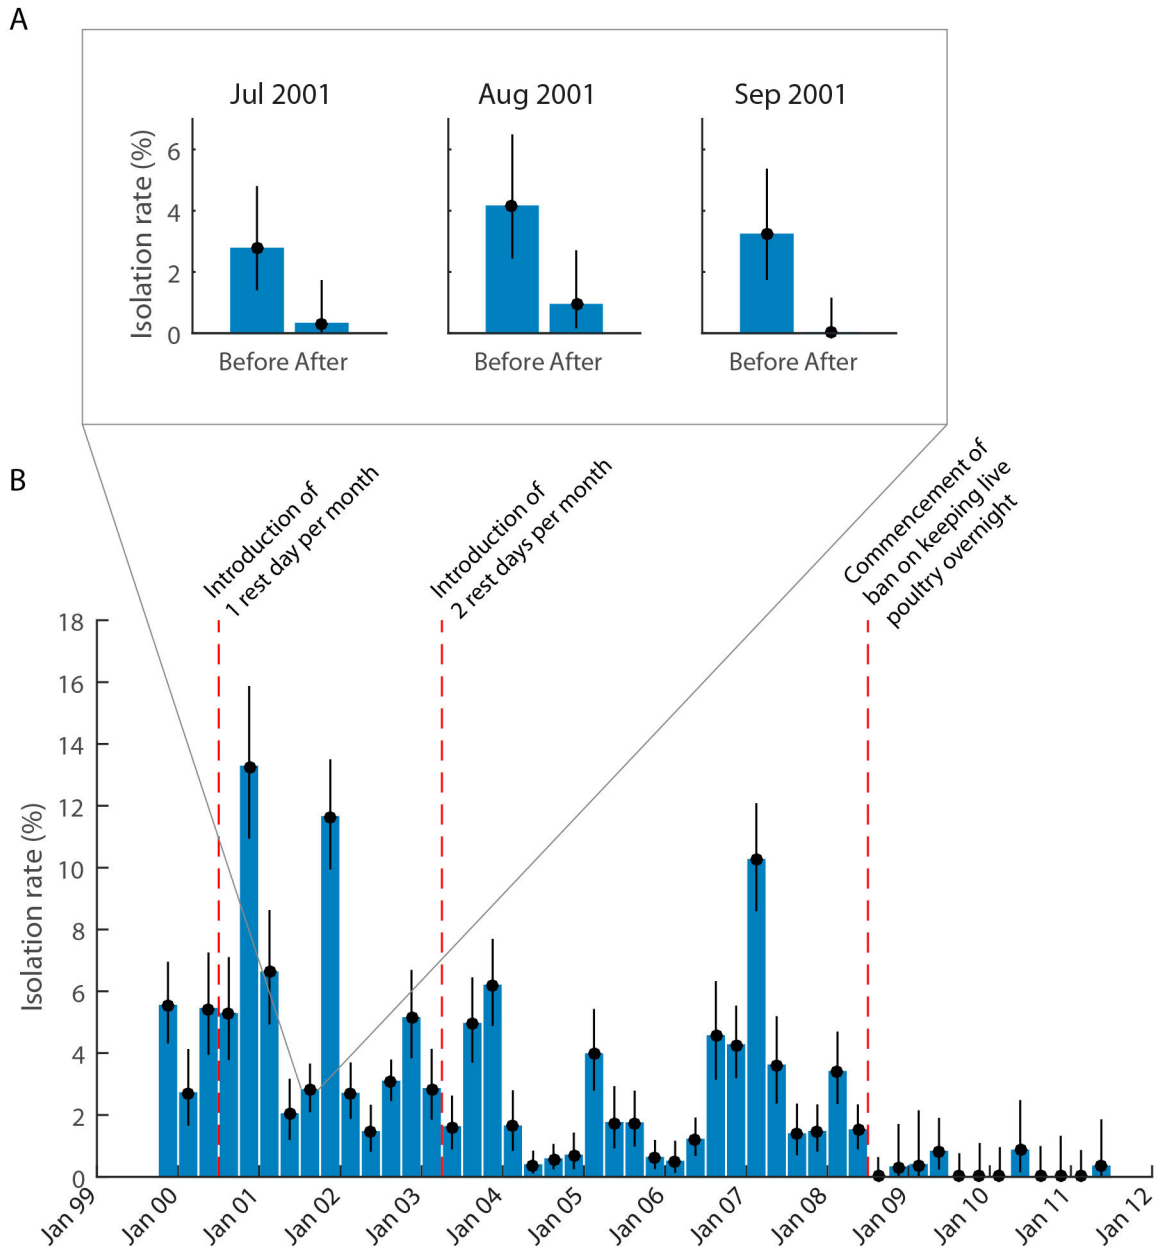 A
Jul 2001
Aug 2001
Sep 2001
Isolation rate (%)
6
4
2
0
Before After
Before After
Before After
B
Introduction of
1 rest day per month
Introduction of
2 rest days per month
Commencement of
ban on keeping live
poultry overnight
Isolation rate (%)
18
16
14
12
10
8
6
4
2
0
Jan 99
Jan 00
Jan 01
Jan 02
Jan 03
Jan 04
Jan 05
Jan 06
Jan 07
Jan 08
Jan 09
Jan 10
Jan 11
Jan 12